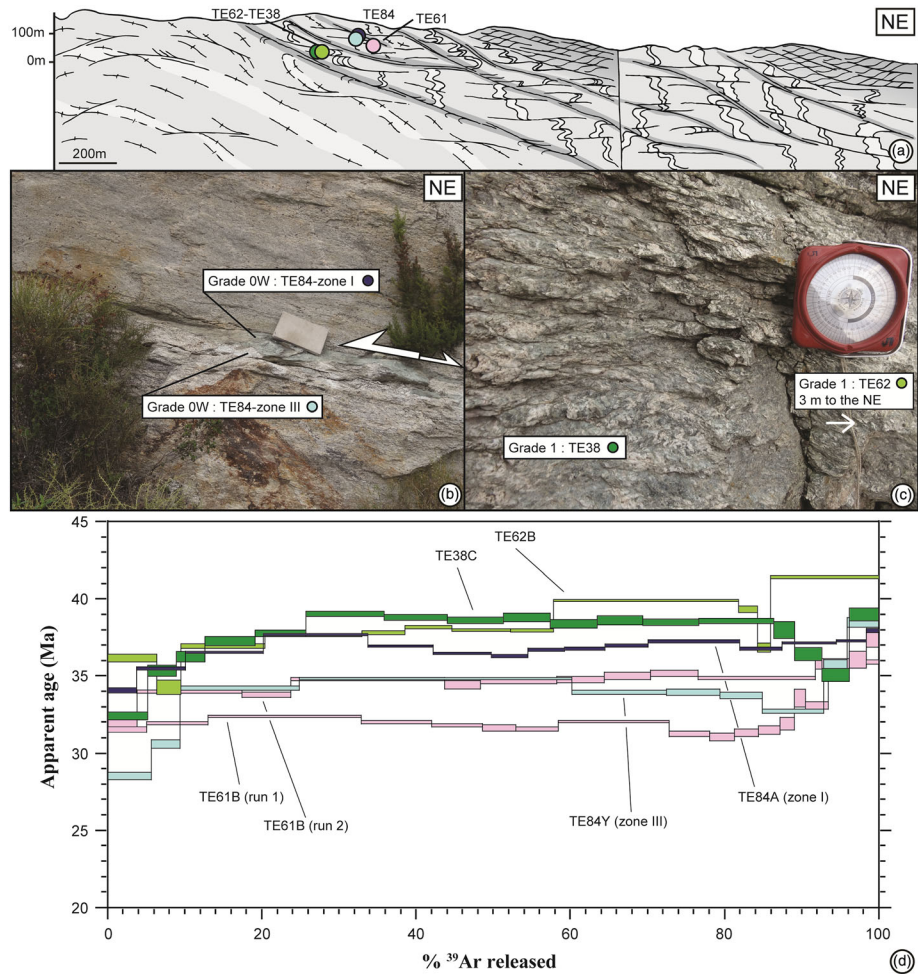 TE62-TE38
TE84
TE61
NE
100m
0m
200m
(a)
NE
Grade 0W : TE84-zone I
Grade 0W : TE84-zone III
(b)
NE
Grade 1 : TE62
3 m to the NE
Grade 1 : TE38
(c)
45
40
35
30
25
20
Apparent age (Ma)
TE62B
TE38C
TE61B (run 1)
TE61B (run 2)
TE84Y (zone III)
TE84A (zone I)
0 20 40 60 80 100
% ³⁹Ar released
(d)